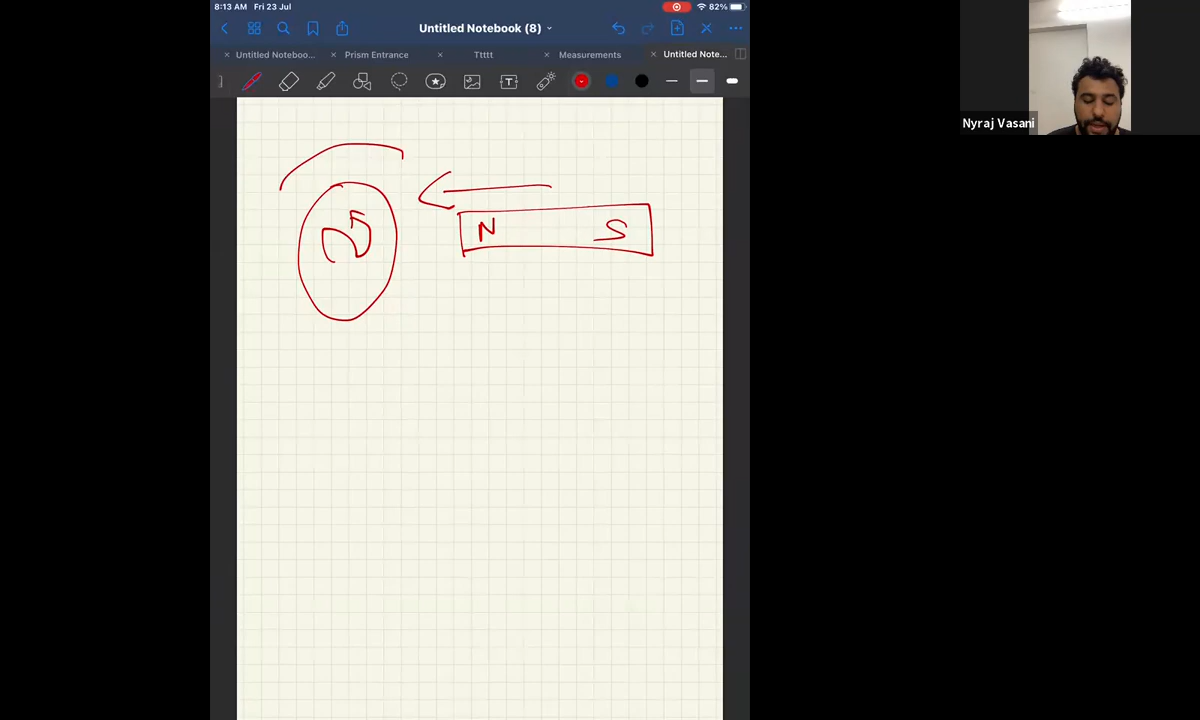 8:13 AM Fri 23 Jul
82%
Untitled Notebook (8)
Untitled Noteboo...
Prism Entrance
Ttttt
Measurements
Untitled Note...
T
N S
Nyraj Vasani